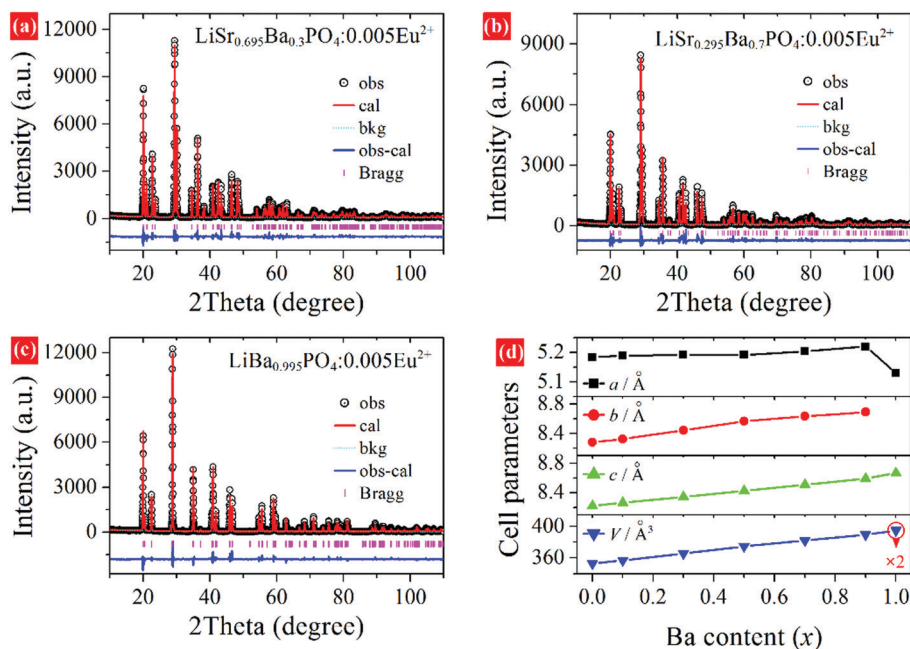 (a)
LiSr0.695Ba0.3PO4:0.005Eu2+
Intensity (a.u.)
12000
9000
6000
3000
0
obs
cal
bkg
obs-cal
Bragg
20 40 60 80 100
2Theta (degree)
(b)
LiSr0.295Ba0.7PO4:0.005Eu2+
Intensity (a.u.)
9000
6000
3000
0
obs
cal
bkg
obs-cal
Bragg
20 40 60 80 100
2Theta (degree)
(c)
LiBa0.995PO4:0.005Eu2+
Intensity (a.u.)
12000
9000
6000
3000
0
obs
cal
bkg
obs-cal
Bragg
20 40 60 80 100
2Theta (degree)
(d)
Cell parameters
5.2
5.1
a / Å
8.8
8.4
b / Å
8.8
8.4
c / Å
400
360
V / Å3
×2
0.0 0.2 0.4 0.6 0.8 1.0
Ba content (x)